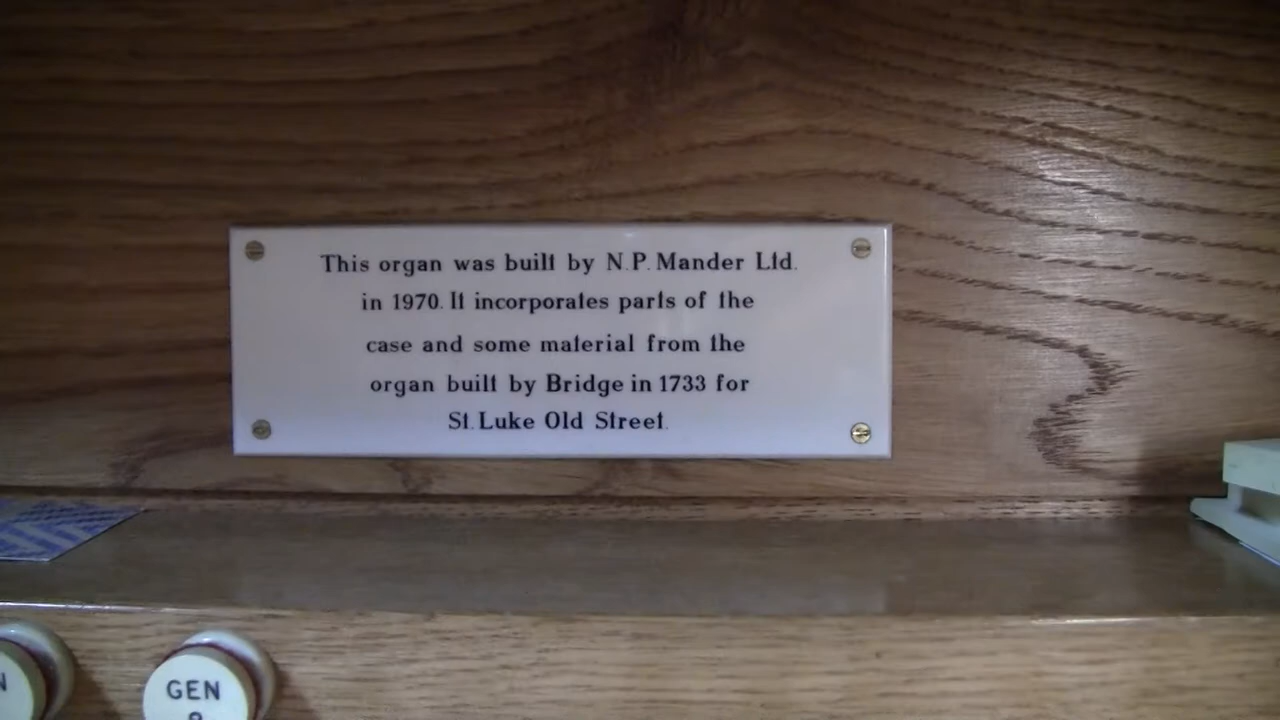 This organ was built by N.P. Mander Ltd.
in 1970. It incorporates parts of the
case and some material from the
organ built by Bridge in 1733 for
St. Luke Old Street.
GEN